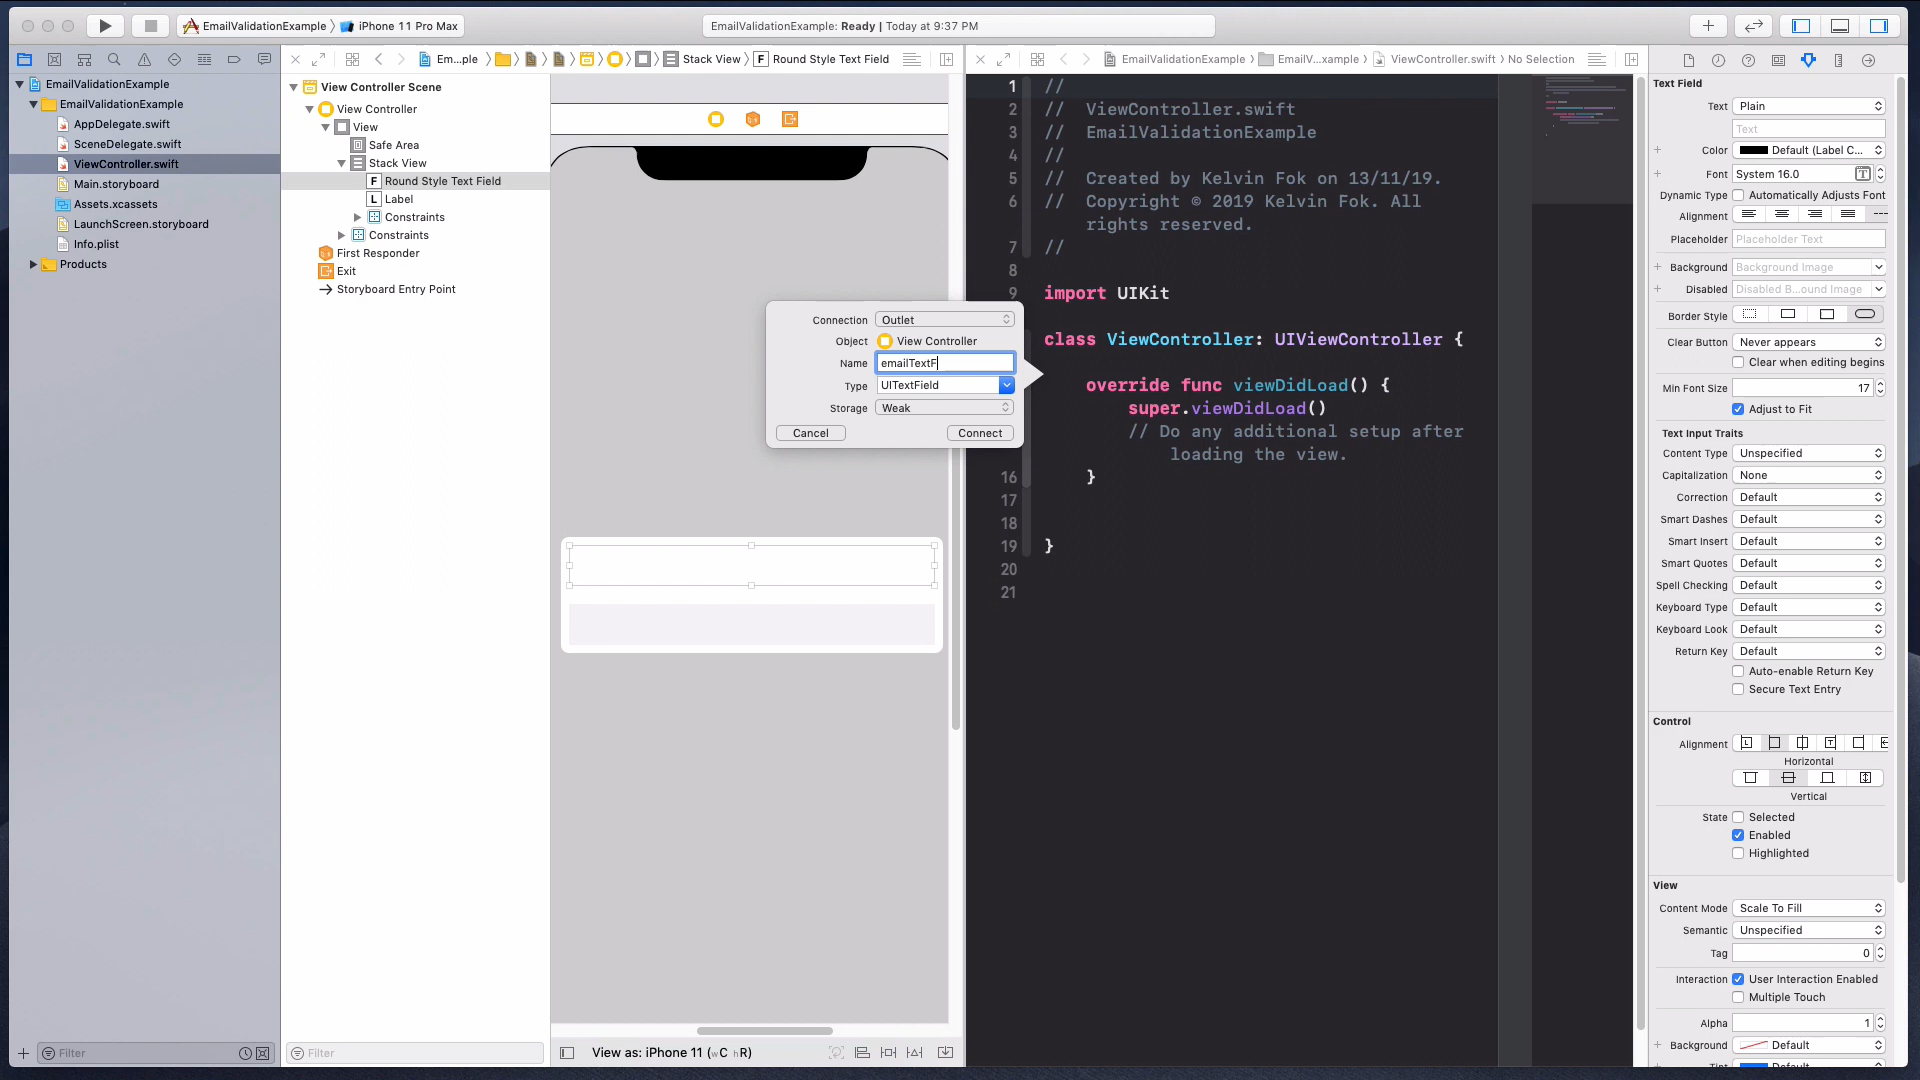 EmailValidationExample
iPhone 11 Pro Max
EmailValidationExample: Ready | Today at 9:37 PM
Em...ple
Stack View
Round Style Text Field
EmailValidationExample
EmailV...xample
ViewController.swift
No Selection
EmailValidationExample
EmailValidationExample
AppDelegate.swift
SceneDelegate.swift
ViewController.swift
Main.storyboard
Assets.xcassets
LaunchScreen.storyboard
Info.plist
Products
Filter
View Controller Scene
View Controller
View
Safe Area
Stack View
F Round Style Text Field
L Label
Constraints
Constraints
First Responder
Exit
Storyboard Entry Point
Filter
Connection Outlet
Object View Controller
Name emailTextF
Type UITextField
Storage Weak
Cancel Connect
View as: iPhone 11 (wC hR)
1 //
2 // ViewController.swift
3 // EmailValidationExample
4 //
5 // Created by Kelvin Fok on 13/11/19.
6 // Copyright © 2019 Kelvin Fok. All
rights reserved.
7 //
8
9 import UIKit
class ViewController: UIViewController {
override func viewDidLoad() {
super.viewDidLoad()
// Do any additional setup after
loading the view.
16 }
17
18
19 }
20
21
Text Field
Text Plain
Text
Color Default (Label C...
Font System 16.0
Dynamic Type Automatically Adjusts Font
Alignment
Placeholder Placeholder Text
Background Background Image
Disabled Disabled B...ound Image
Border Style
Clear Button Never appears
Clear when editing begins
Min Font Size 17
Adjust to Fit
Text Input Traits
Content Type Unspecified
Capitalization None
Correction Default
Smart Dashes Default
Smart Insert Default
Smart Quotes Default
Spell Checking Default
Keyboard Type Default
Keyboard Look Default
Return Key Default
Auto-enable Return Key
Secure Text Entry
Control
Alignment
Horizontal
Vertical
State Selected
Enabled
Highlighted
View
Content Mode Scale To Fill
Semantic Unspecified
Tag 0
Interaction User Interaction Enabled
Multiple Touch
Alpha 1
Background Default
Tint Default